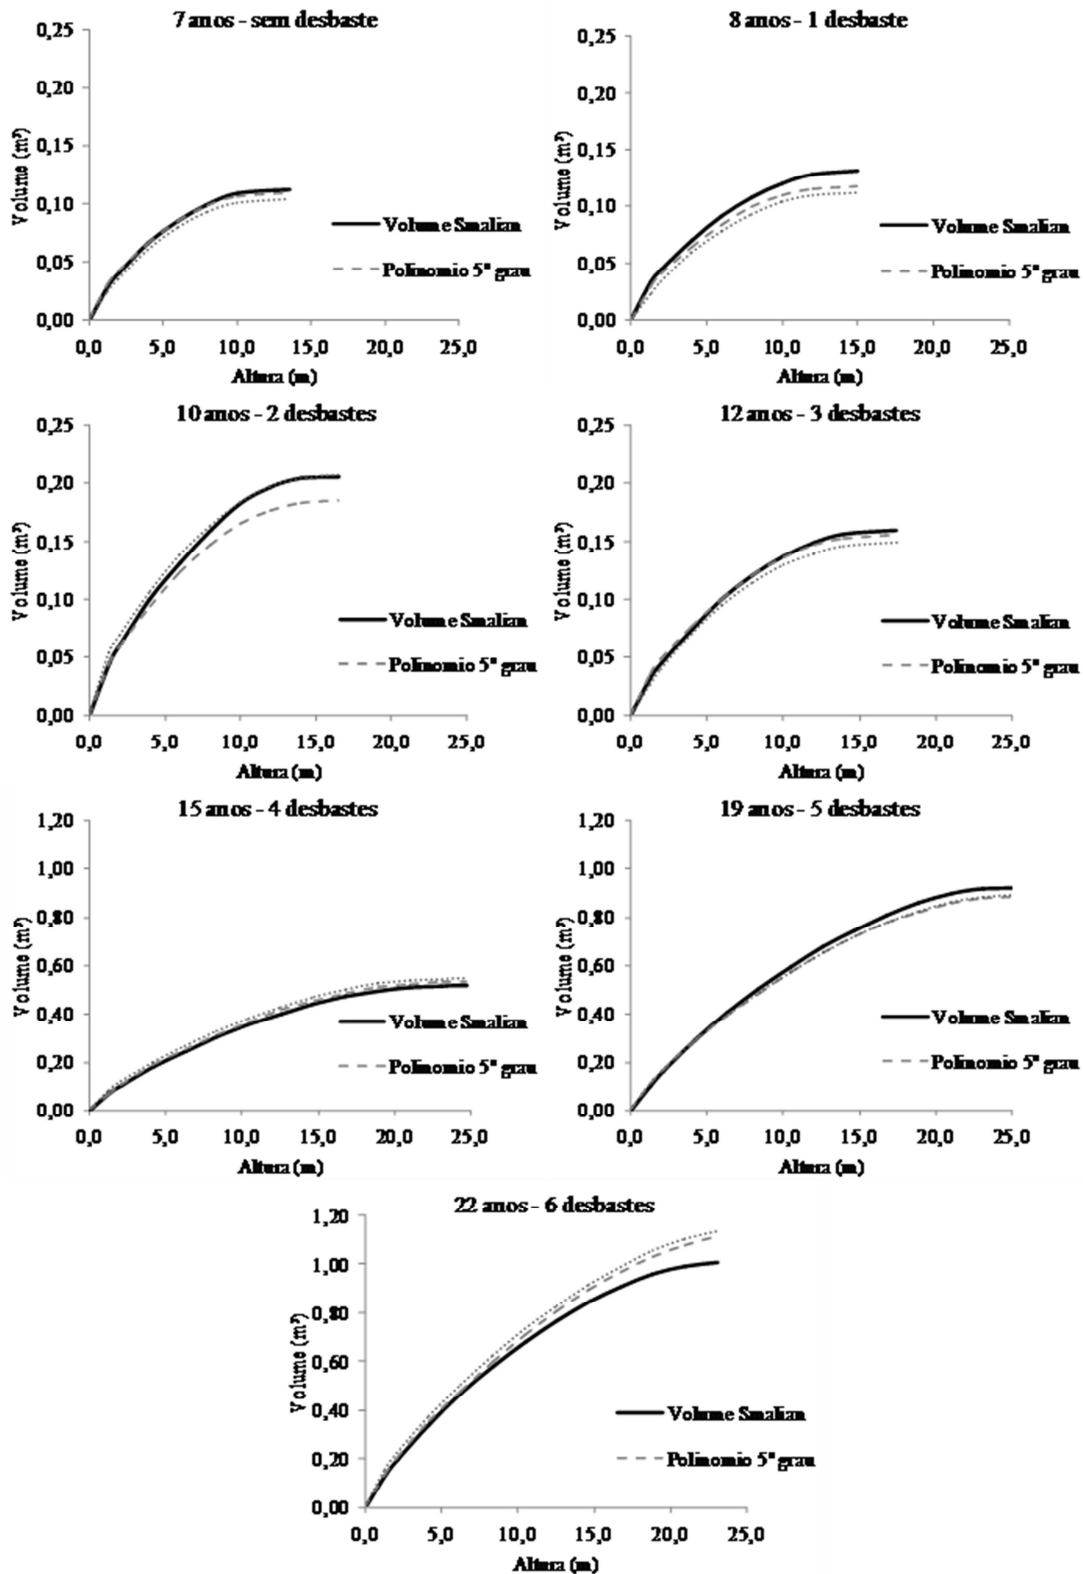 7 anos - sem desbaste
0,25
0,20
0,15
0,10
0,05
0,00
Volume (m³)
0,0 5,0 10,0 15,0 20,0 25,0
Altura (m)
Volume Smalian
Polinomio 5º grau
8 anos - 1 desbaste
0,25
0,20
0,15
0,10
0,05
0,00
Volume (m³)
0,0 5,0 10,0 15,0 20,0 25,0
Altura (m)
Volume Smalian
Polinomio 5º grau
10 anos - 2 desbastes
0,25
0,20
0,15
0,10
0,05
0,00
Volume (m³)
0,0 5,0 10,0 15,0 20,0 25,0
Altura (m)
Volume Smalian
Polinomio 5º grau
12 anos - 3 desbastes
0,25
0,20
0,15
0,10
0,05
0,00
Volume (m³)
0,0 5,0 10,0 15,0 20,0 25,0
Altura (m)
Volume Smalian
Polinomio 5º grau
15 anos - 4 desbastes
1,20
1,00
0,80
0,60
0,40
0,20
0,00
Volume (m³)
0,0 5,0 10,0 15,0 20,0 25,0
Altura (m)
Volume Smalian
Polinomio 5º grau
19 anos - 5 desbastes
1,20
1,00
0,80
0,60
0,40
0,20
0,00
Volume (m³)
0,0 5,0 10,0 15,0 20,0 25,0
Altura (m)
Volume Smalian
Polinomio 5º grau
22 anos - 6 desbastes
1,20
1,00
0,80
0,60
0,40
0,20
0,00
Volume (m³)
0,0 5,0 10,0 15,0 20,0 25,0
Altura (m)
Volume Smalian
Polinomio 5º grau